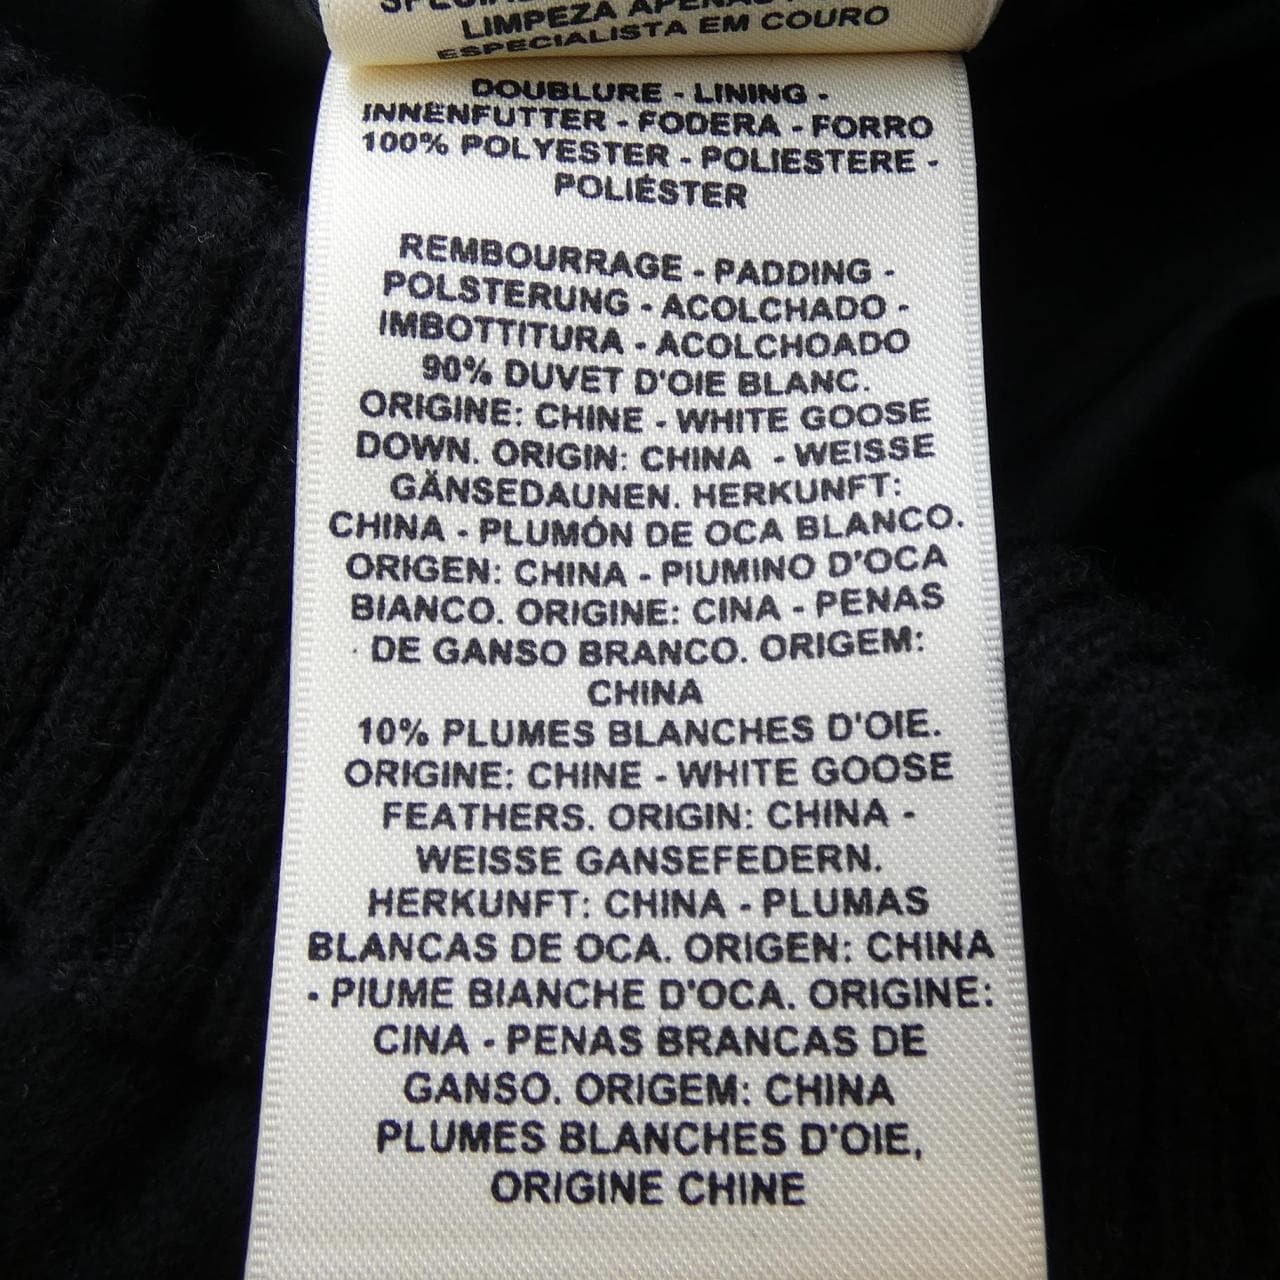 LIMPEZA
ESPECIALISTA EM COURO
DOUBLURE - LINING -
INNENFUTTER - FODERA - FORRO
100% POLYESTER - POLIESTERE -
POLIÉSTER
REMBOURRAGE - PADDING -
POLSTERUNG - ACOLCHADO -
IMBOTTITURA - ACOLCHOADO
90% DUVET D'OIE BLANC.
ORIGINE: CHINE - WHITE GOOSE
DOWN. ORIGIN: CHINA - WEISSE
GÄNSEDAUNEN. HERKUNFT:
CHINA - PLUMÓN DE OCA BLANCO.
ORIGEN: CHINA - PIUMINO D'OCA
BIANCO. ORIGINE: CINA - PENAS
DE GANSO BRANCO. ORIGEM:
CHINA
10% PLUMES BLANCHES D'OIE.
ORIGINE: CHINE - WHITE GOOSE
FEATHERS. ORIGIN: CHINA -
WEISSE GANSEFEDERN.
HERKUNFT: CHINA - PLUMAS
BLANCAS DE OCA. ORIGEN: CHINA
- PIUME BIANCHE D'OCA. ORIGINE:
CINA - PENAS BRANCAS DE
GANSO. ORIGEM: CHINA
PLUMES BLANCHES D'OIE,
ORIGINE CHINE